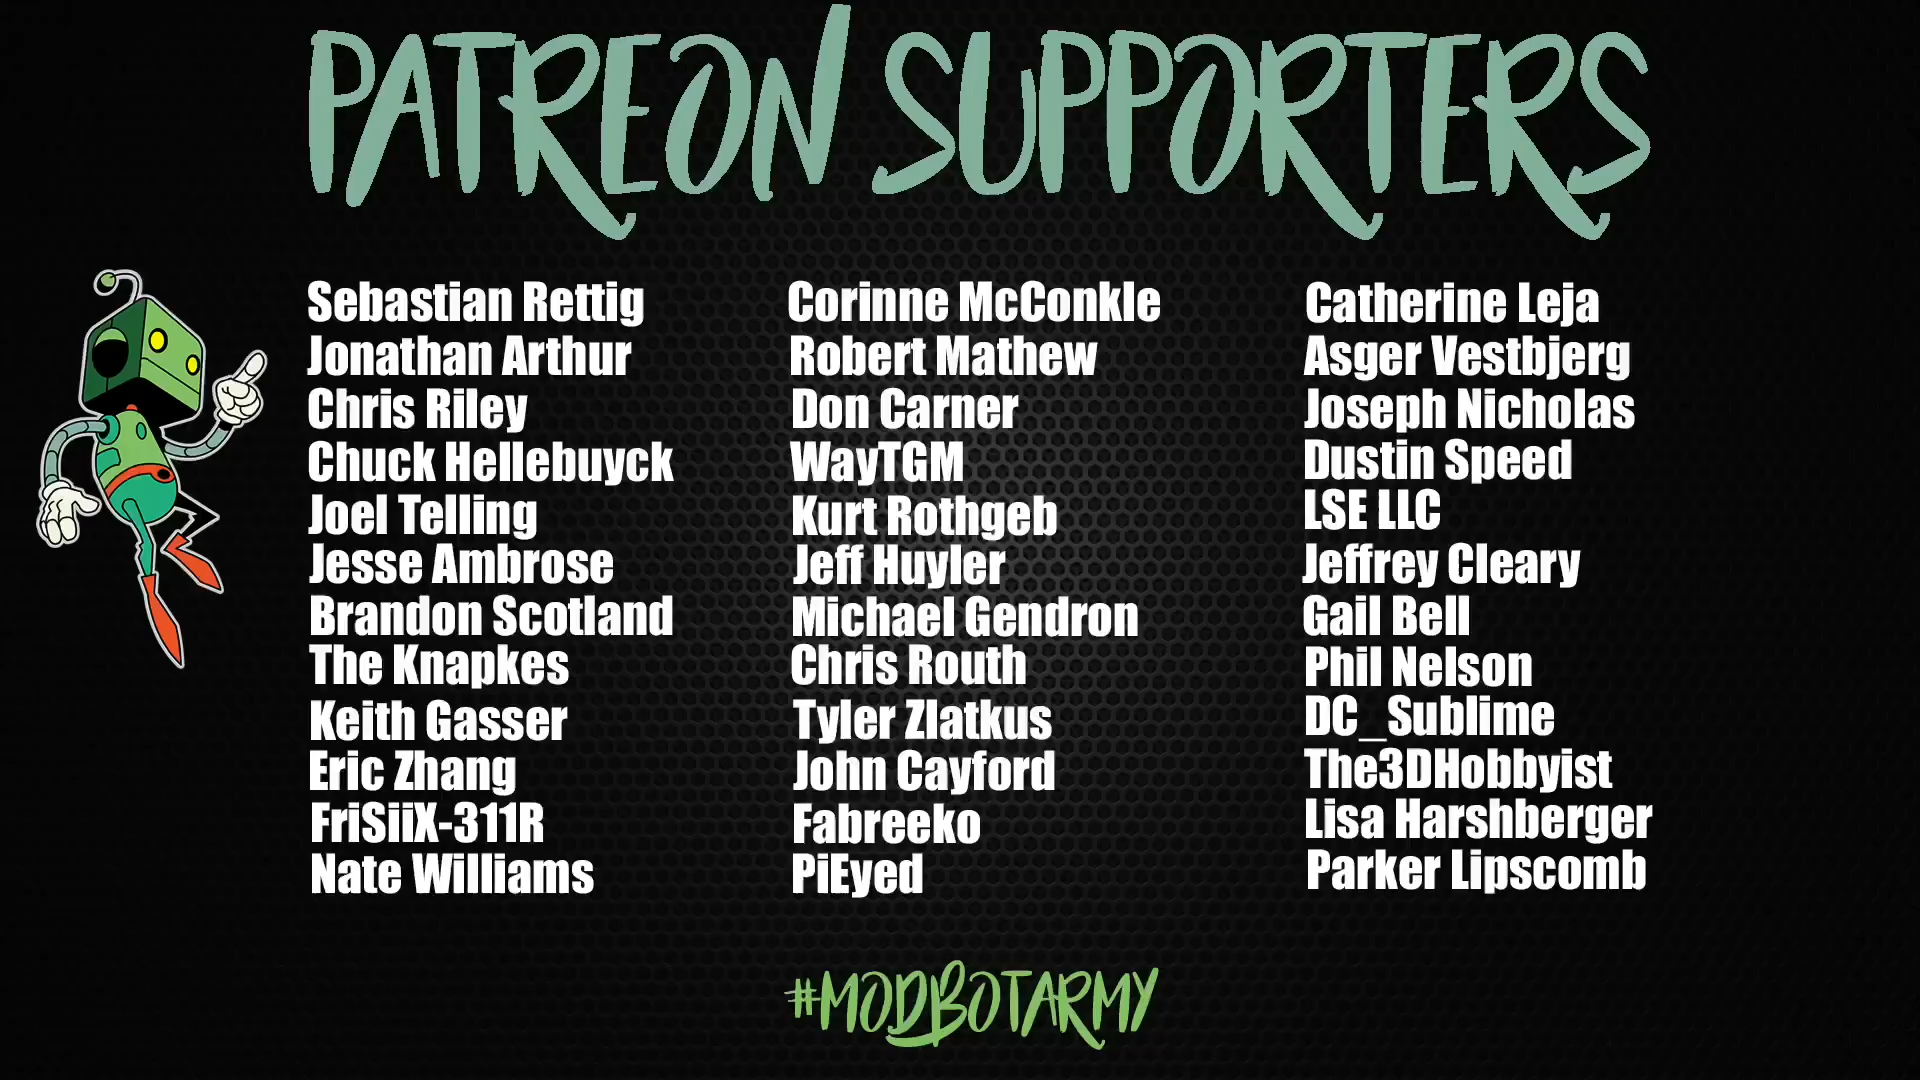 PATREON SUPPORTERS
Sebastian Rettig
Jonathan Arthur
Chris Riley
Chuck Hellebuyck
Joel Telling
Jesse Ambrose
Brandon Scotland
The Knapkes
Keith Gasser
Eric Zhang
FriSiiX-311R
Nate Williams
Corinne McConkle
Robert Mathew
Don Carner
WayTGM
Kurt Rothgeb
Jeff Huyler
Michael Gendron
Chris Routh
Tyler Zlatkus
John Cayford
Fabreeko
PiEyed
Catherine Leja
Asger Vestbjerg
Joseph Nicholas
Dustin Speed
LSE LLC
Jeffrey Cleary
Gail Bell
Phil Nelson
DC_Sublime
The3DHobbyist
Lisa Harshberger
Parker Lipscomb
#MODBOTARMY